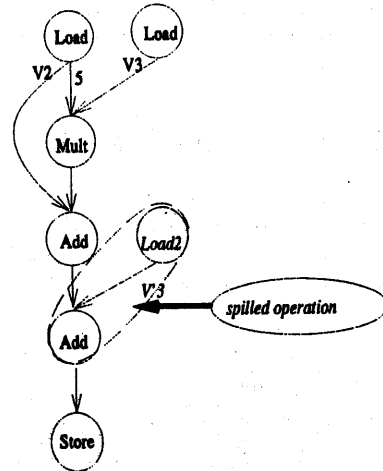 Load Load
V2 5 V3
Mult
Add Load2
V'3 spilled operation
Add
Store